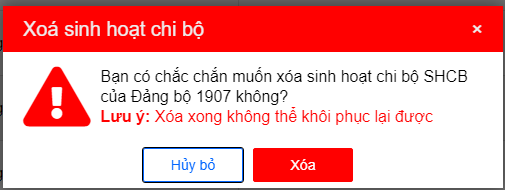 Xoá sinh hoạt chi bộ
×
Bạn có chắc chắn muốn xóa sinh hoạt chi bộ SHCB
của Đảng bộ 1907 không?
Lưu ý: Xóa xong không thể khôi phục lại được
Hủy bỏ
Xóa